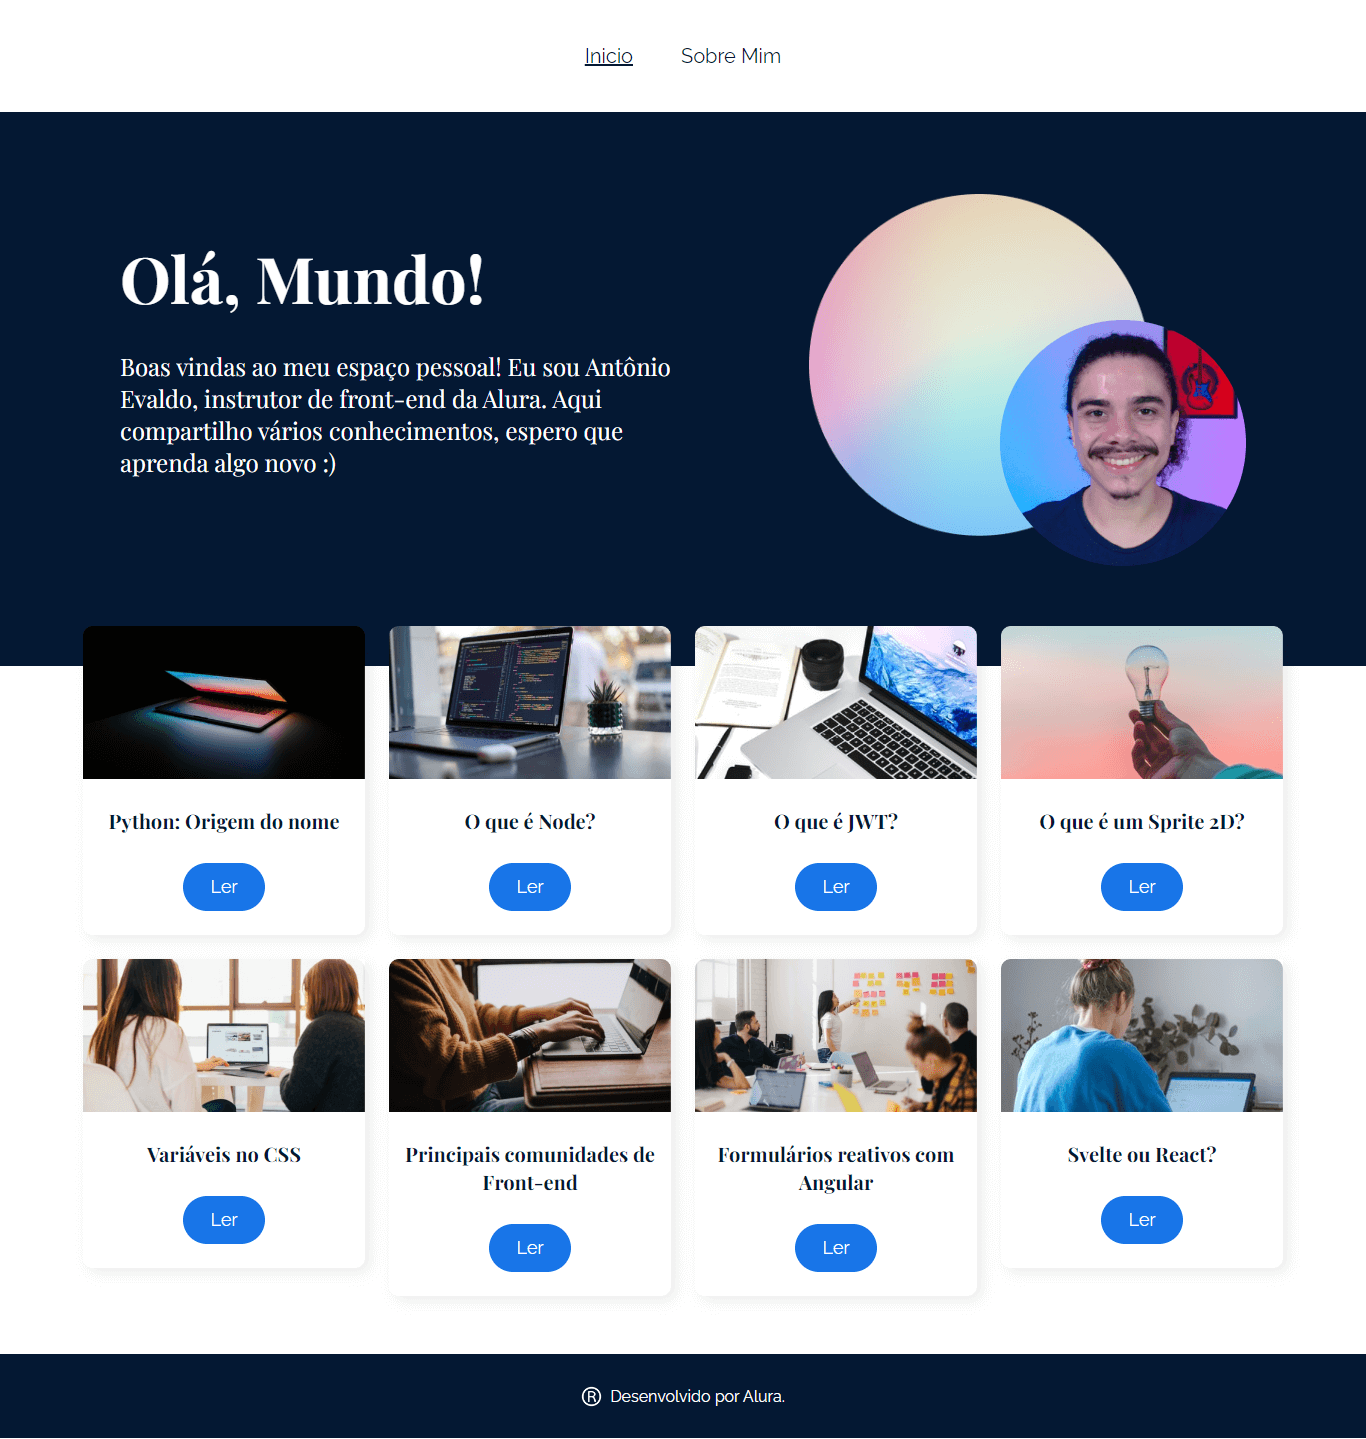 Inicio
Sobre Mim
Olá, Mundo!
Boas vindas ao meu espaço pessoal! Eu sou Antônio
Evaldo, instrutor de front-end da Alura. Aqui
compartilho vários conhecimentos, espero que
aprenda algo novo :)
Python: Origem do nome
Ler
O que é Node?
Ler
O que é JWT?
Ler
O que é um Sprite 2D?
Ler
Variáveis no CSS
Ler
Principais comunidades de
Front-end
Ler
Formulários reativos com
Angular
Ler
Svelte ou React?
Ler
® Desenvolvido por Alura.